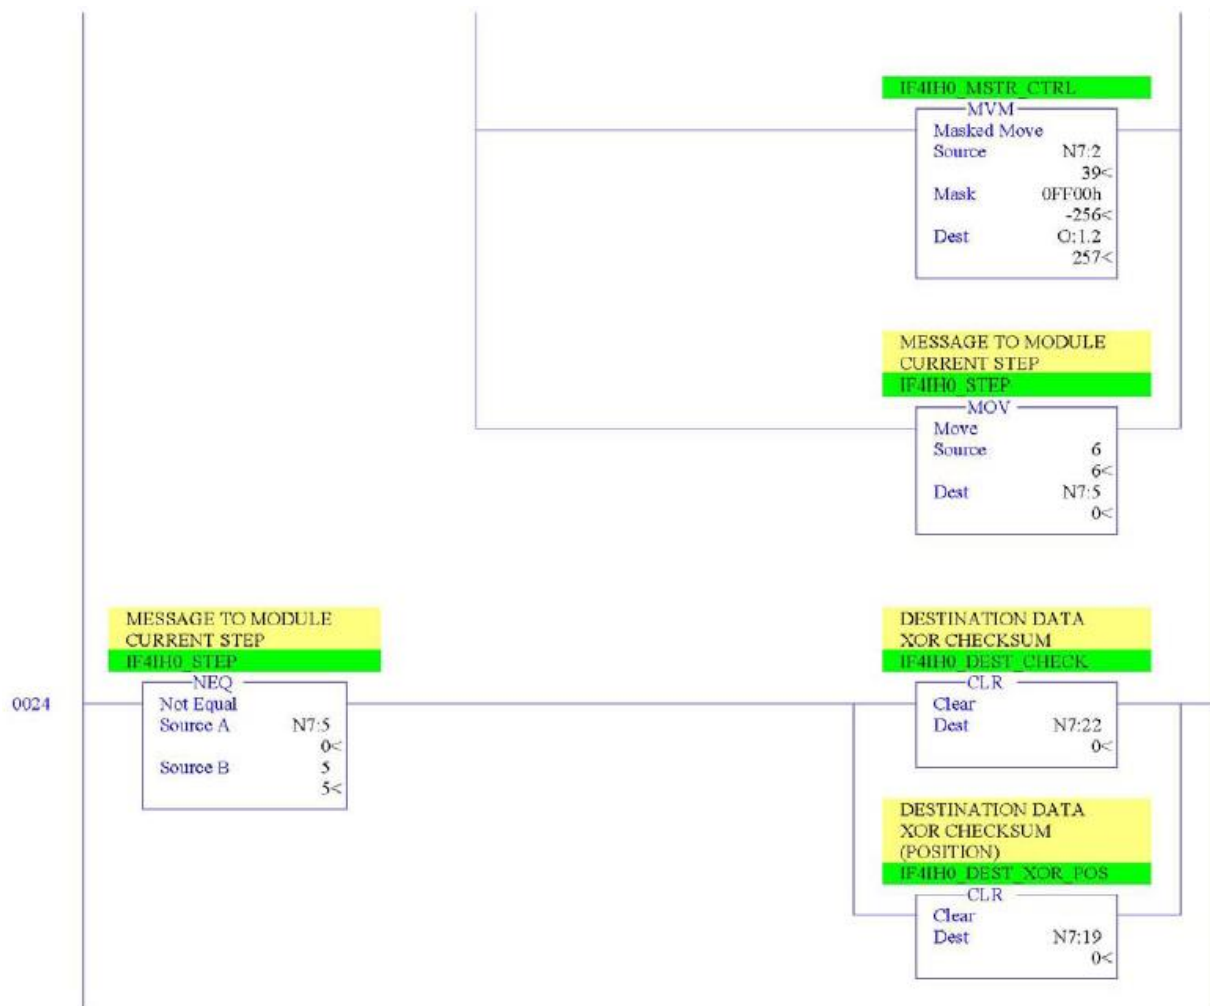 IF4IH0_MSTR_CTRL
MVM
Masked Move
Source N7:2
39<
Mask 0FF00h
-256<
Dest O:1.2
257<
MESSAGE TO MODULE
CURRENT STEP
IF4IH0_STEP
MOV
Move
Source 6
6<
Dest N7:5
0<
MESSAGE TO MODULE
CURRENT STEP
IF4IH0_STEP
NEQ
0024
Not Equal
Source A N7:5
0<
Source B 5
5<
DESTINATION DATA
XOR CHECKSUM
IF4IH0_DEST_CHECK
CLR
Clear
Dest N7:22
0<
DESTINATION DATA
XOR CHECKSUM
(POSITION)
IF4IH0_DEST_XOR_POS
CLR
Clear
Dest N7:19
0<